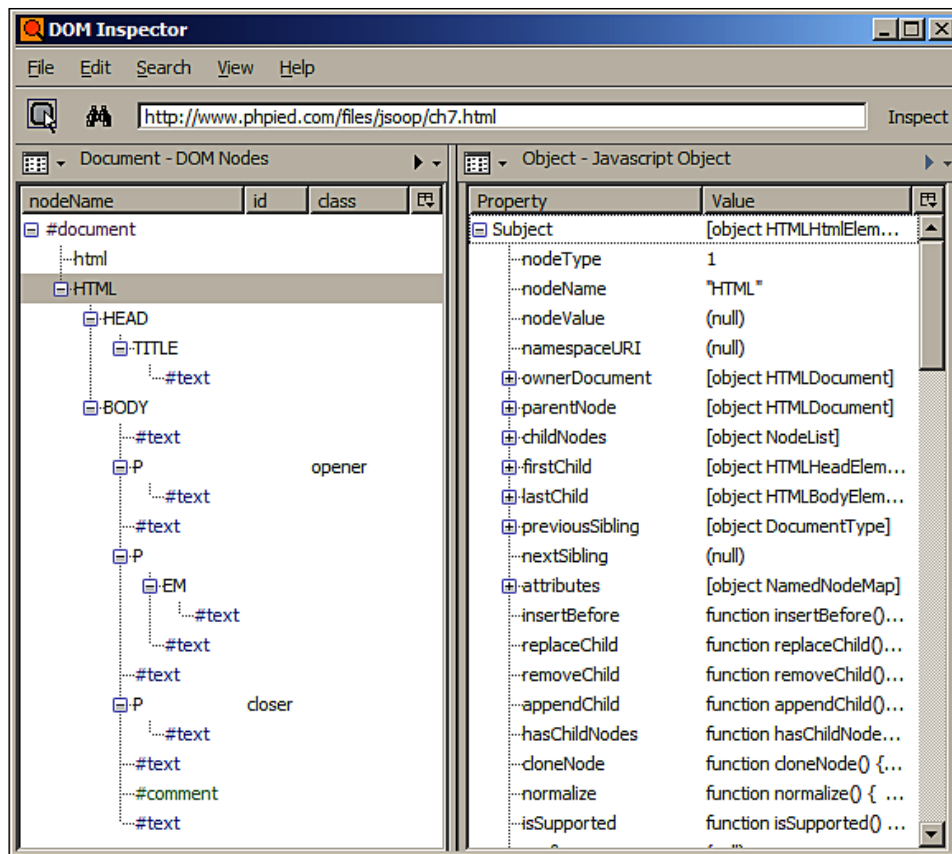 DOM Inspector
File Edit Search View Help
http://www.phpied.com/files/jsoop/ch7.html Inspect
Document - DOM Nodes
nodeName id class
#document
html
HTML
HEAD
TITLE
#text
BODY
#text
P opener
#text
#text
P
EM
#text
#text
#text
P closer
#text
#text
#comment
#text
Object - Javascript Object
Property Value
Subject [object HTMLHtmlElem...
nodeType 1
nodeName "HTML"
nodeValue (null)
namespaceURI (null)
ownerDocument [object HTMLDocument]
parentNode [object HTMLDocument]
childNodes [object NodeList]
firstChild [object HTMLHeadElem...
lastChild [object HTMLBodyElem...
previousSibling [object DocumentType]
nextSibling (null)
attributes [object NamedNodeMap]
insertBefore function insertBefore()...
replaceChild function replaceChild()...
removeChild function removeChild()...
appendChild function appendChild()...
hasChildNodes function hasChildNode...
cloneNode function cloneNode() {...
normalize function normalize() { ...
isSupported function isSupported() ...